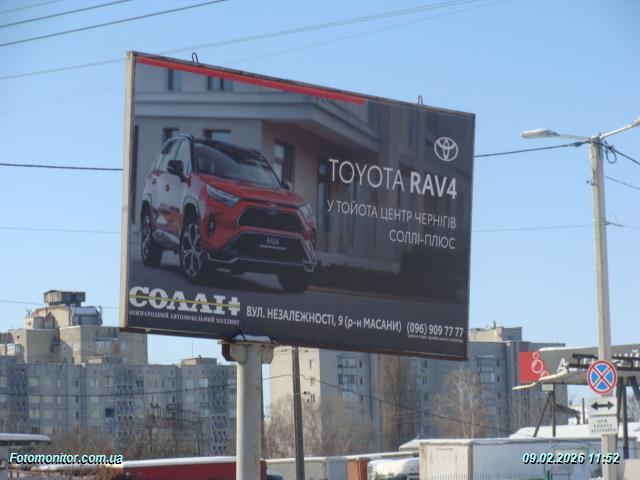 TOYOTA RAV4
У ТОЙОТА ЦЕНТР ЧЕРНІГІВ
СОЛЛІ-ПЛЮС
RAV4
СОЛЛІ+
МІЖНАРОДНИЙ АВТОМОБІЛЬНИЙ ХОЛДИНГ
ВУЛ. НЕЗАЛЕЖНОСТІ, 9 (р-н МАСАНИ) (096) 909 77 77
Fotomonitor.com.ua
09.02.2026 11:52